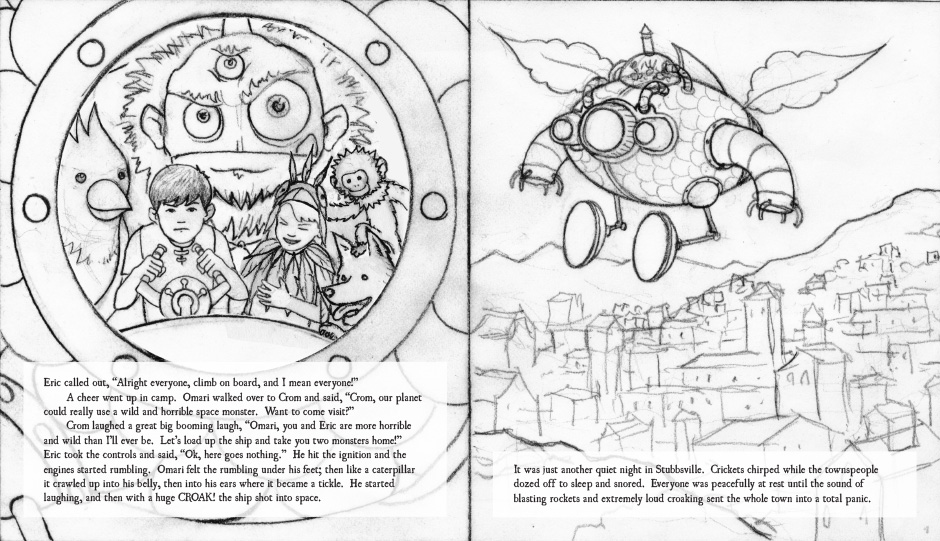 Eric called out, “Alright everyone, climb on board, and I mean everyone!”
A cheer went up in camp. Omari walked over to Crom and said, “Crom, our planet
could really use a wild and horrible space monster. Want to come visit?”
Crom laughed a great big booming laugh, “Omari, you and Eric are more horrible
and wild than I’ll ever be. Let’s load up the ship and take you two monsters home!”
Eric took the controls and said, “Ok, here goes nothing.” He hit the ignition and the
engines started rumbling. Omari felt the rumbling under his feet; then like a caterpillar
it crawled up into his belly, then into his ears where it became a tickle. He started
laughing, and then with a huge CROAK! the ship shot into space.
It was just another quiet night in Stubbsville. Crickets chirped while the townspeople
dozed off to sleep and snored. Everyone was peacefully at rest until the sound of
blasting rockets and extremely loud croaking sent the whole town into a total panic.